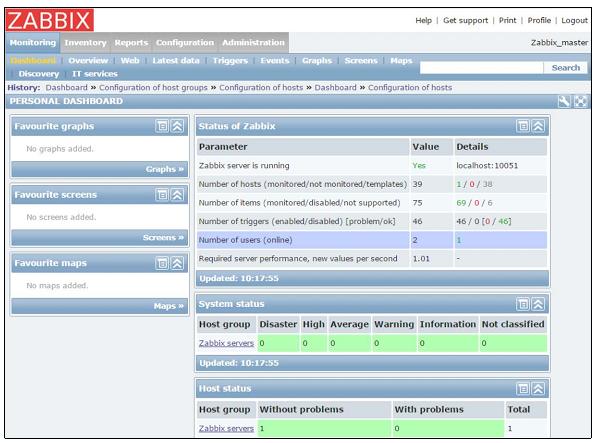 ZABBIX
Help | Get support | Print | Profile | Logout
Monitoring | Inventory | Reports | Configuration | Administration
Zabbix_master
Dashboard | Overview | Web | Latest data | Triggers | Events | Graphs | Screens | Maps
| Discovery | IT services
Search
History: Dashboard » Configuration of host groups » Configuration of hosts » Dashboard » Configuration of hosts
PERSONAL DASHBOARD
Favourite graphs
No graphs added.
Graphs »
Favourite screens
No screens added.
Screens »
Favourite maps
No maps added.
Maps »
Status of Zabbix
Parameter Value Details
Zabbix server is running Yes localhost:10051
Number of hosts (monitored/not monitored/templates) 39 1 / 0 / 38
Number of items (monitored/disabled/not supported) 75 69 / 0 / 6
Number of triggers (enabled/disabled) [problem/ok] 46 46 / 0 [0 / 46]
Number of users (online) 2 1
Required server performance, new values per second 1.01 -
Updated: 10:17:55
System status
Host group Disaster High Average Warning Information Not classified
Zabbix servers 0 0 0 0 0 0
Updated: 10:17:55
Host status
Host group Without problems With problems Total
Zabbix servers 1 0 1